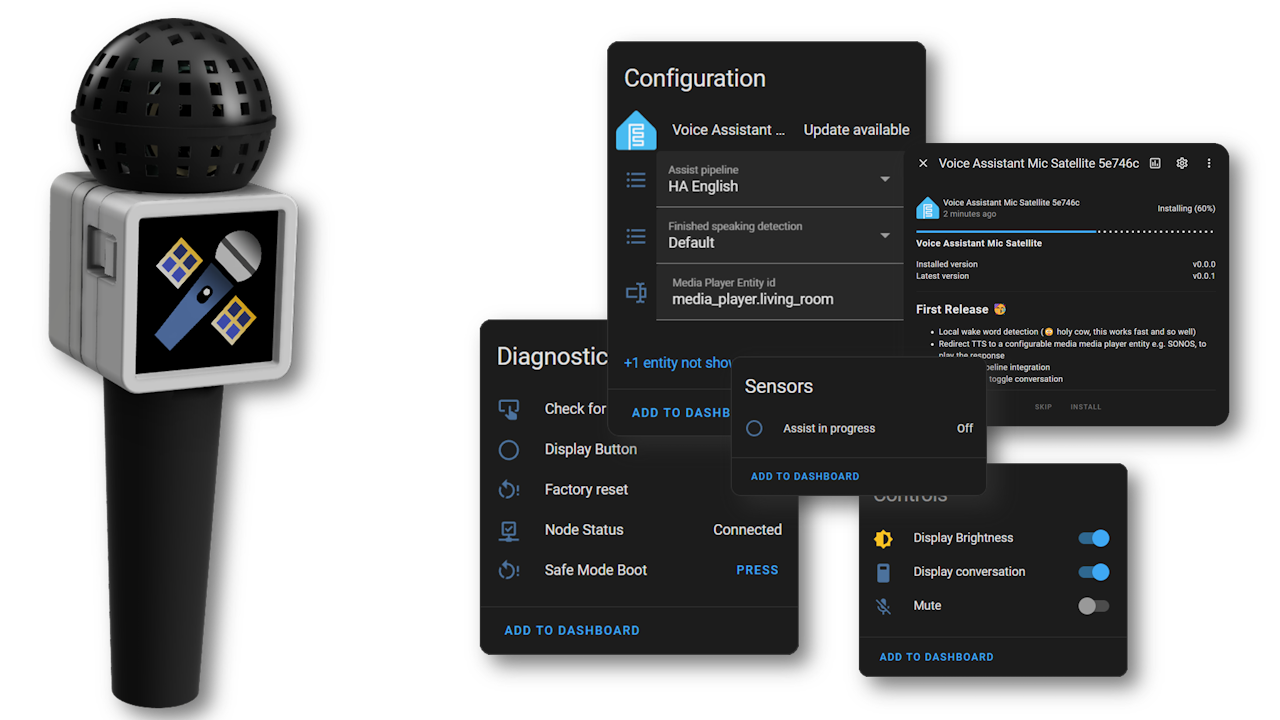 Configuration
Voice Assistant ... Update available
Assist pipeline
HA English
Finished speaking detection
Default
Media Player Entity id
media_player.living_room
+1 entity not show
ADD TO DASHB
Voice Assistant Mic Satellite 5e746c
Voice Assistant Mic Satellite 5e746c
2 minutes ago
Installing (60%)
Voice Assistant Mic Satellite
Installed version v0.0.0
Latest version v0.0.1
First Release 🥳
• Local wake word detection (😳 holy cow, this works fast and so well)
• Redirect TTS to a configurable media media player entity e.g. SONOS, to
play the response
peline integration
toggle conversation
SKIP INSTALL
Diagnostic
Check for
Display Button
Factory reset
Node Status Connected
Safe Mode Boot PRESS
ADD TO DASHBOARD
Sensors
Assist in progress Off
ADD TO DASHBOARD
Controls
Display Brightness
Display conversation
Mute
ADD TO DASHBOARD